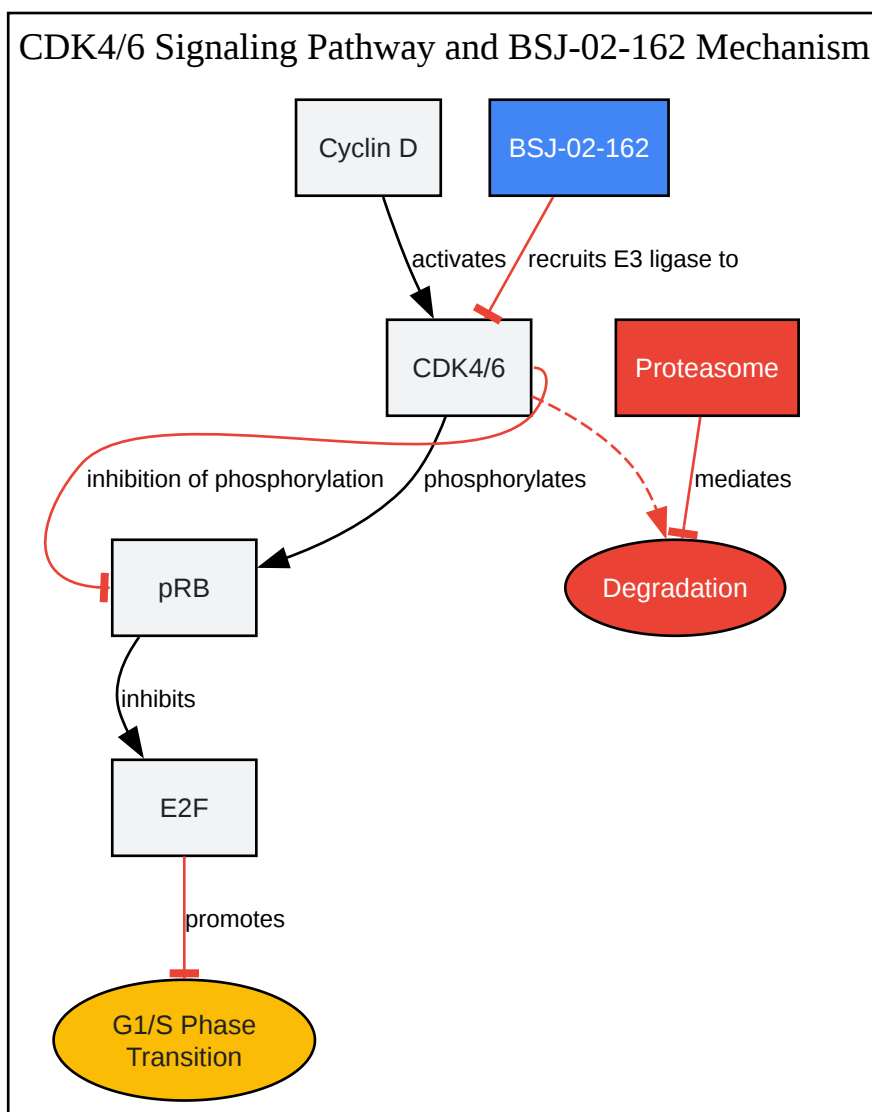 CDK4/6 Signaling Pathway and BSJ-02-162 Mechanism
Cyclin D
BSJ-02-162
activates
recruits E3 ligase to
CDK4/6
Proteasome
inhibition of phosphorylation
phosphorylates
mediates
pRB
Degradation
inhibits
E2F
promotes
G1/S Phase
Transition